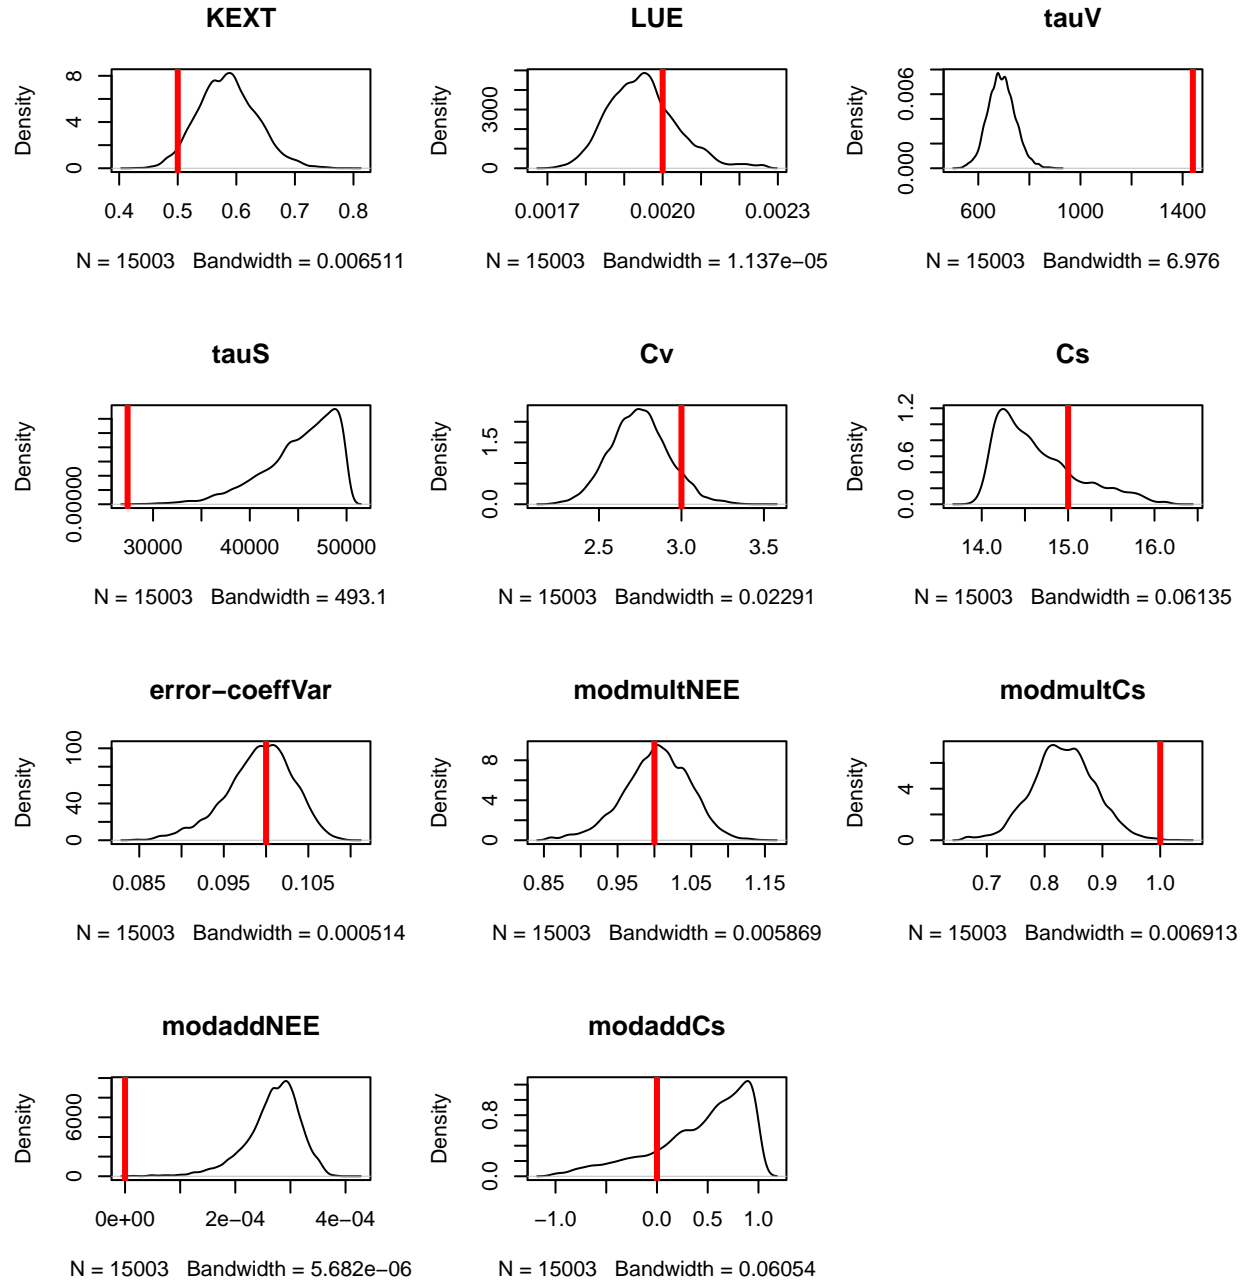 KEXT
LUE
tauV
Density
0 4 8
0.4 0.5 0.6 0.7 0.8
N = 15003 Bandwidth = 0.006511
Density
0 3000
0.0017 0.0020 0.0023
N = 15003 Bandwidth = 1.137e−05
Density
0.000 0.006
600 1000 1400
N = 15003 Bandwidth = 6.976
tauS
Cv
Cs
Density
0.00000
30000 40000 50000
N = 15003 Bandwidth = 493.1
Density
0.0 1.5
2.5 3.0 3.5
N = 15003 Bandwidth = 0.02291
Density
0.0 0.6 1.2
14.0 15.0 16.0
N = 15003 Bandwidth = 0.06135
error−coeffVar
modmultNEE
modmultCs
Density
0 40 100
0.085 0.095 0.105
N = 15003 Bandwidth = 0.000514
Density
0 4 8
0.85 0.95 1.05 1.15
N = 15003 Bandwidth = 0.005869
Density
0 4
0.7 0.8 0.9 1.0
N = 15003 Bandwidth = 0.006913
modaddNEE
modaddCs
Density
0 6000
0e+00 2e−04 4e−04
N = 15003 Bandwidth = 5.682e−06
Density
0.0 0.8
−1.0 0.0 0.5 1.0
N = 15003 Bandwidth = 0.06054